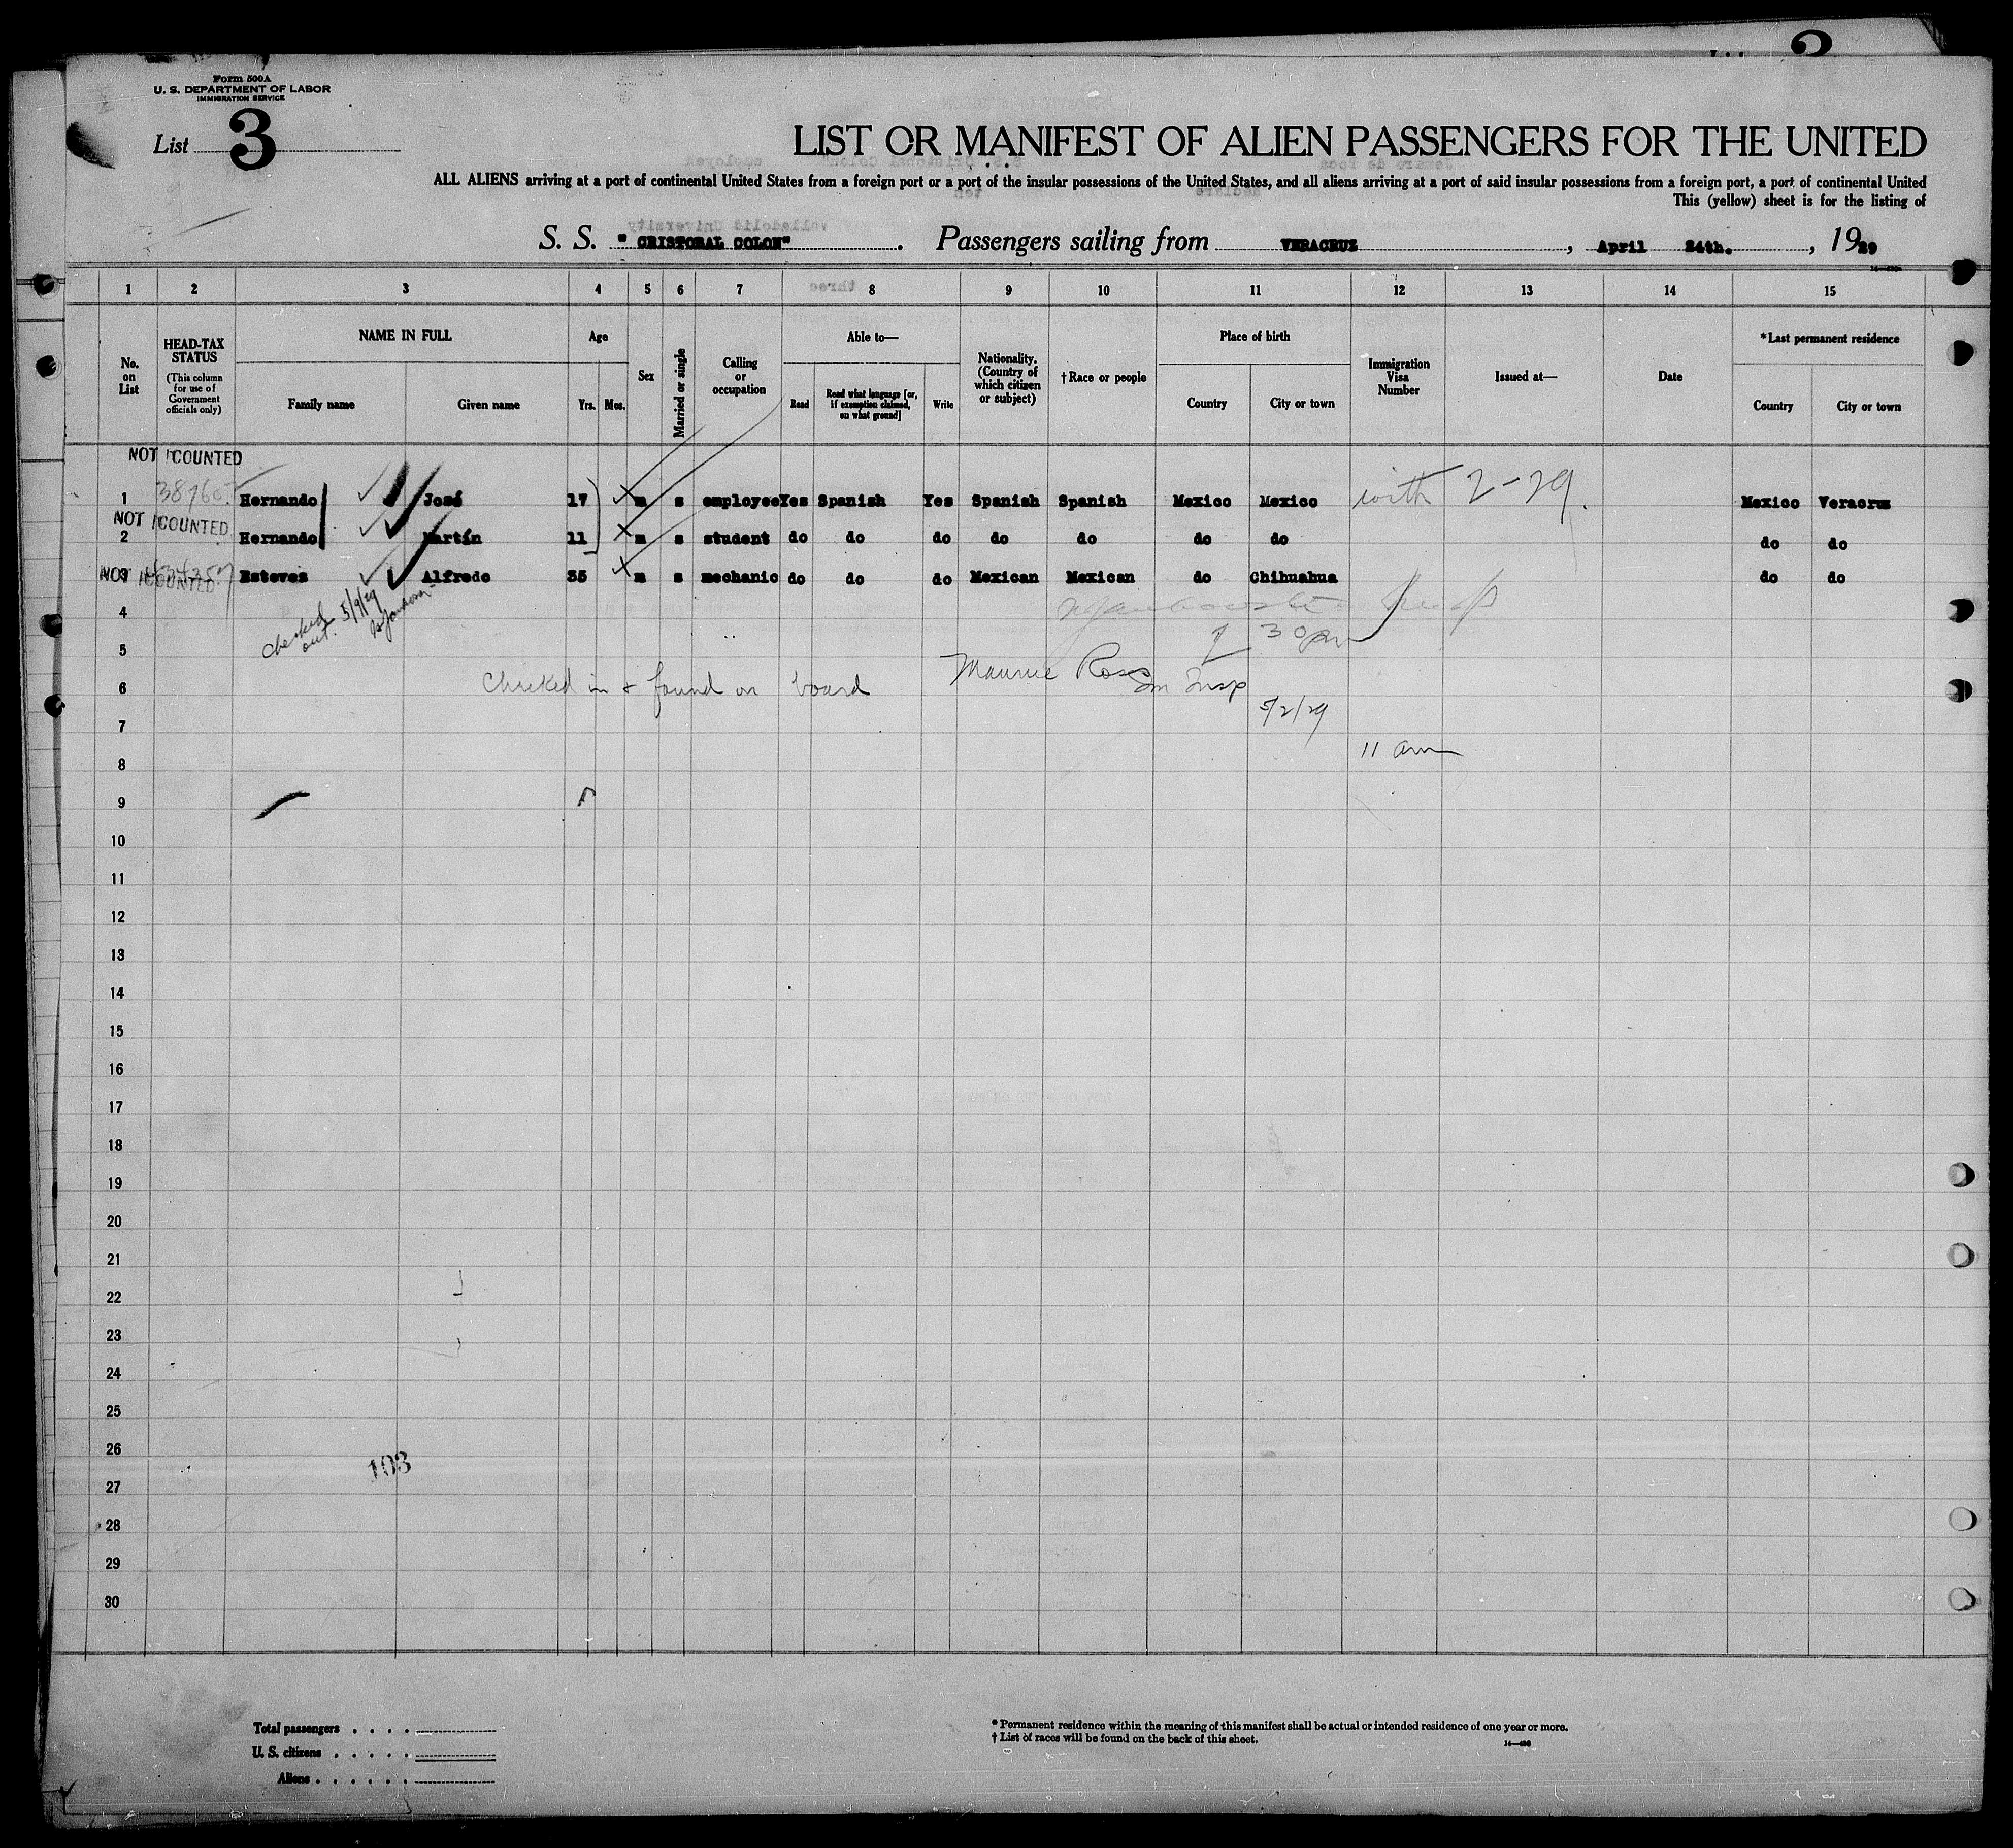 Form 500A
U. S. DEPARTMENT OF LABOR
IMMIGRATION SERVICE
List 3
LIST OR MANIFEST OF ALIEN PASSENGERS FOR THE UNITED
ALL ALIENS arriving at a port of continental United States from a foreign port or a port of the insular possessions of the United States, and all aliens arriving at a port of said insular possessions from a foreign port, a port of continental United
This (yellow) sheet is for the listing of
S. S. "CRISTOBAL COLON". Passengers sailing from VERACRUZ, April 24th., 1929
1 2 3 4 5 6 7 8 9 10 11 12 13 14 15
No. on List
HEAD-TAX STATUS (This column for use of Government officials only)
NAME IN FULL
Family name Given name
Age
Yrs. Mos.
Sex
Married or single
Calling or occupation
Able to—
Read Read what language [or, if exemption claimed, on what ground] Write
Nationality. (Country of which citizen or subject)
†Race or people
Place of birth
Country City or town
Immigration Visa Number
Issued at—
Date
*Last permanent residence
Country City or town
NOT COUNTED
1 Hernando José 17 m s employee Yes Spanish Yes Spanish Spanish Mexico Mexico with 2-29. Mexico Veracruz
NOT COUNTED
2 Hernando Martín 11 m s student do do do do do do do do do
NOT COUNTED
3 Esteves Alfredo 35 m s mechanic do do do Mexican Mexican do Chihuahua do do
4
checked out. 5/9/29
30 pm
5
6 Checked in & found on board Maurice Ross Im Insp
5/2/29
7
11 am
8
9
10
11
12
13
14
15
16
17
18
19
20
21
22
23
24
25
26
103
27
28
29
30
Total passengers
U. S. citizens
Aliens
* Permanent residence within the meaning of this manifest shall be actual or intended residence of one year or more.
† List of races will be found on the back of this sheet.